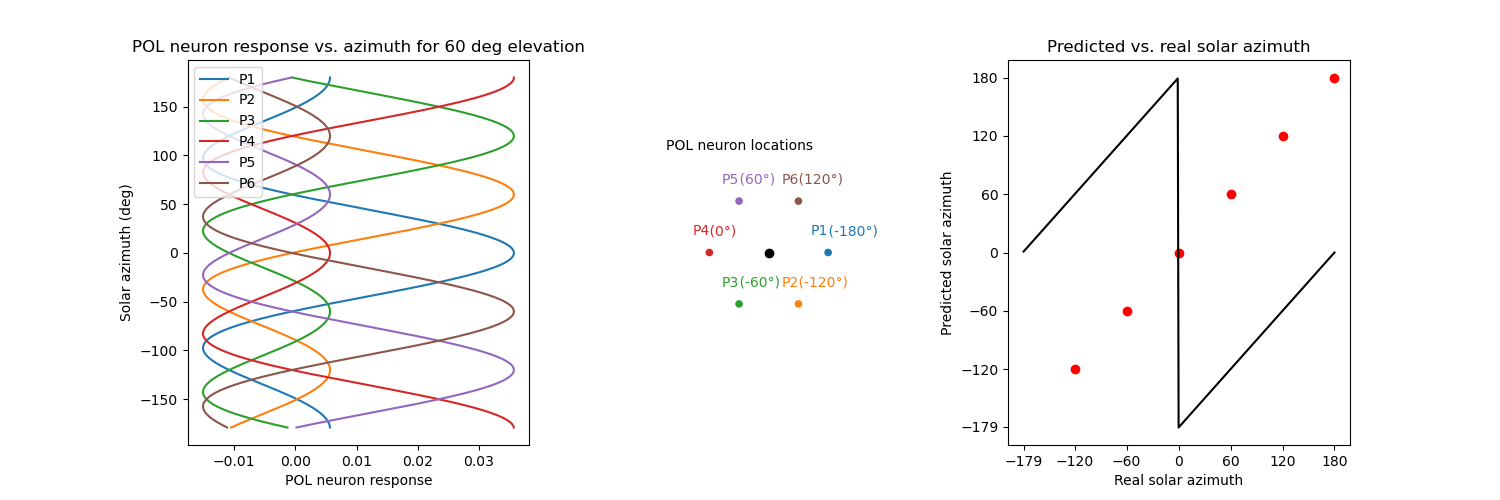 POL neuron response vs. azimuth for 60 deg elevation
P1
P2
P3
P4
P5
P6
150
100
50
0
−50
−100
−150
Solar azimuth (deg)
−0.01 0.00 0.01 0.02 0.03
POL neuron response
POL neuron locations
P5(60°) P6(120°)
P4(0°) P1(-180°)
P3(-60°) P2(-120°)
Predicted vs. real solar azimuth
180
120
60
0
−60
−120
−179
Predicted solar azimuth
−179 −120 −60 0 60 120 180
Real solar azimuth